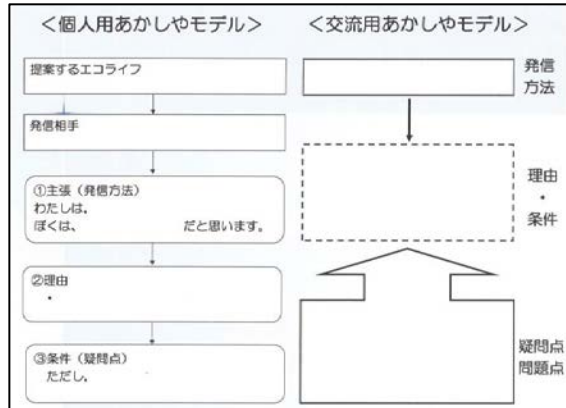 ＜個人用あかしやモデル＞
提案するエコライフ
発信相手
①主張（発信方法）
わたしは、
ぼくは、　　　　　　だと思います。
②理由
・
③条件（疑問点）
ただし、
＜交流用あかしやモデル＞
発信
方法
理由
・
条件
疑問点
問題点